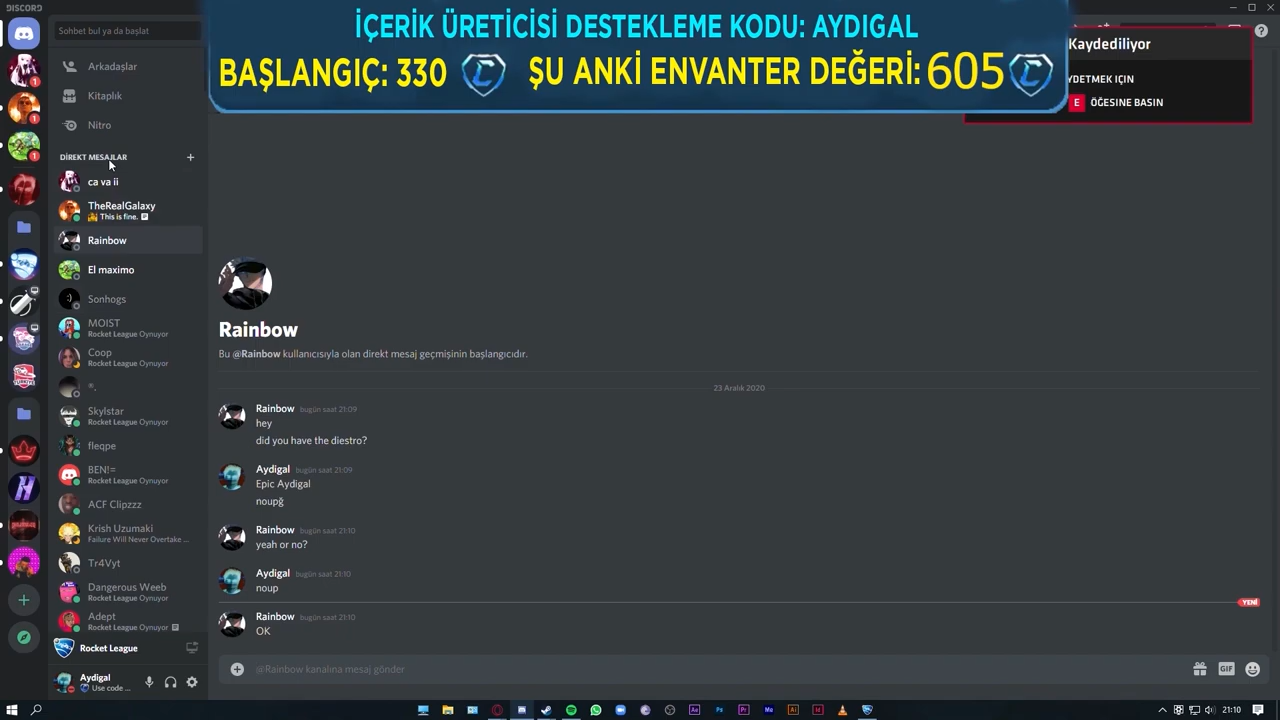 DISCORD
İÇERİK ÜRETİCİSİ DESTEKLEME KODU: AYDIGAL
BAŞLANGIÇ: 330
ŞU ANKİ ENVANTER DEĞERİ: 605
Kaydediliyor
YDETMEK IÇIN
E ÖĞESINE BASIN
Sohbet bul ya da başlat
Arkadaşlar
Kitaplık
Nitro
DİREKT MESAJLAR
ca va ii
TheRealGalaxy
This is fine.
Rainbow
El maximo
Sonhogs
MOIST
Rocket League Oynuyor
Coop
Rocket League Oynuyor
Skylstar
Rocket League Oynuyor
fleqpe
BEN!=
Rocket League Oynuyor
ACF Clipzzz
Krish Uzumaki
Failure Will Never Overtake ...
Tr4Vyt
Dangerous Weeb
Rocket League Oynuyor
Adept
Rocket League Oynuyor
Rocket League
Aydigal
Use code ...
Rainbow
Bu @Rainbow kullanıcısıyla olan direkt mesaj geçmişinin başlangıcıdır.
23 Aralık 2020
Rainbow bugün saat 21:09
hey
did you have the diestro?
Aydigal bugün saat 21:09
Epic Aydigal
noupğ
Rainbow bugün saat 21:10
yeah or no?
Aydigal bugün saat 21:10
noup
YENİ
Rainbow bugün saat 21:10
OK
@Rainbow kanalına mesaj gönder
GIF
21:10